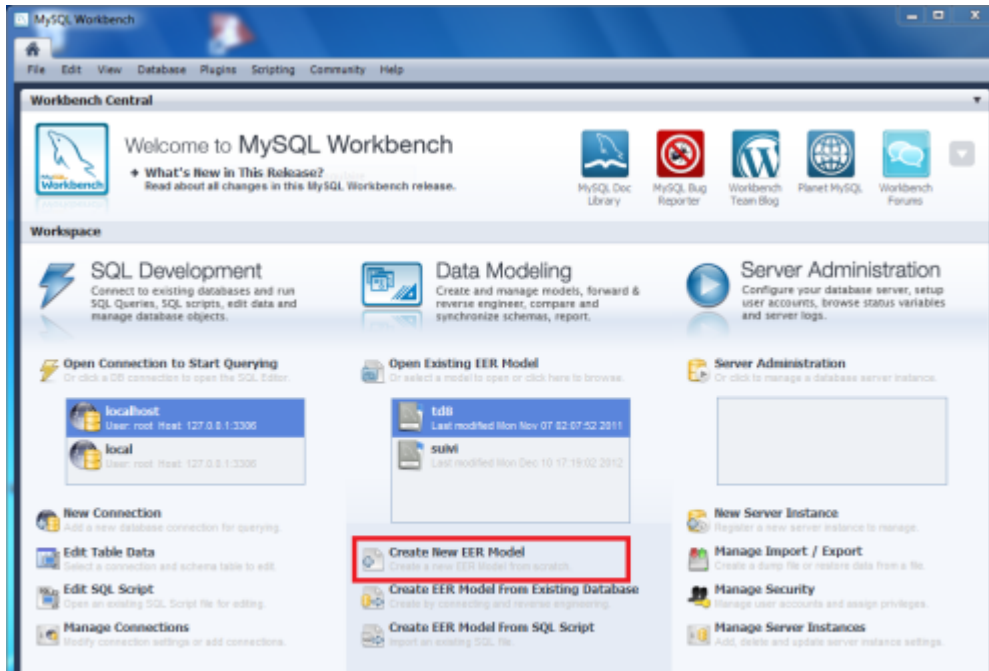 MySQL Workbench
File Edit View Database Plugins Scripting Community Help
Workbench Central
MySQL
Workbench
Welcome to MySQL Workbench
What's New in This Release?
Read about all changes in this MySQL Workbench release.
MySQL Doc
Library
MySQL Bug
Reporter
Workbench
Team Blog
Planet MySQL
Workbench
Forums
Workspace
SQL Development
Connect to existing databases and run
SQL Queries, SQL scripts, edit data and
manage database objects.
Data Modeling
Create and manage models, forward &
reverse engineer, compare and
synchronize schemas, report.
Server Administration
Configure your database server, setup
user accounts, browse status variables
and server logs.
Open Connection to Start Querying
Or click a DB connection to open the SQL Editor.
localhost
User: root Host: 127.0.0.1:3306
local
User: root Host: 127.0.0.1:3306
New Connection
Add a new database connection for querying.
Edit Table Data
Select a connection and schema table to edit.
Edit SQL Script
Open an existing SQL Script file for editing.
Manage Connections
Modify connection settings or add connections.
Open Existing EER Model
Or select a model to open or click here to browse.
td8
Last modified Mon Nov 07 02:07:52 2011
suivi
Last modified Mon Dec 10 17:19:02 2012
Create New EER Model
Create a new EER Model from scratch.
Create EER Model From Existing Database
Create by connecting and reverse engineering.
Create EER Model From SQL Script
Import an existing SQL file.
Server Administration
Or click to manage a database server instance.
New Server Instance
Register a new server instance to manage.
Manage Import / Export
Create a dump file or restore data from a file.
Manage Security
Manage user accounts and assign privileges.
Manage Server Instances
Add, delete and update server instance settings.